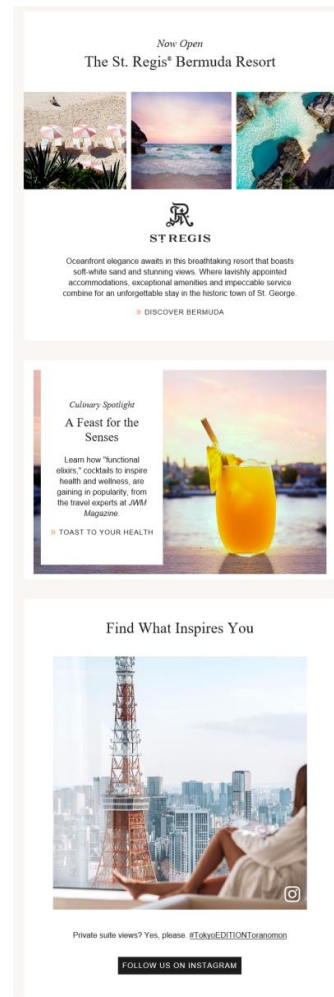 Now Open
The St. Regis® Bermuda Resort
ST REGIS
Oceanfront elegance awaits in this breathtaking resort that boasts
soft-white sand and stunning views. Where lavishly appointed
accommodations, exceptional amenities and impeccable service
combine for an unforgettable stay in the historic town of St. George.
» DISCOVER BERMUDA
Culinary Spotlight
A Feast for the
Senses
Learn how "functional
elixirs," cocktails to inspire
health and wellness, are
gaining in popularity, from
the travel experts at JWM
Magazine.
» TOAST TO YOUR HEALTH
Find What Inspires You
Private suite views? Yes, please. #TokyoEDITIONToranomon
FOLLOW US ON INSTAGRAM